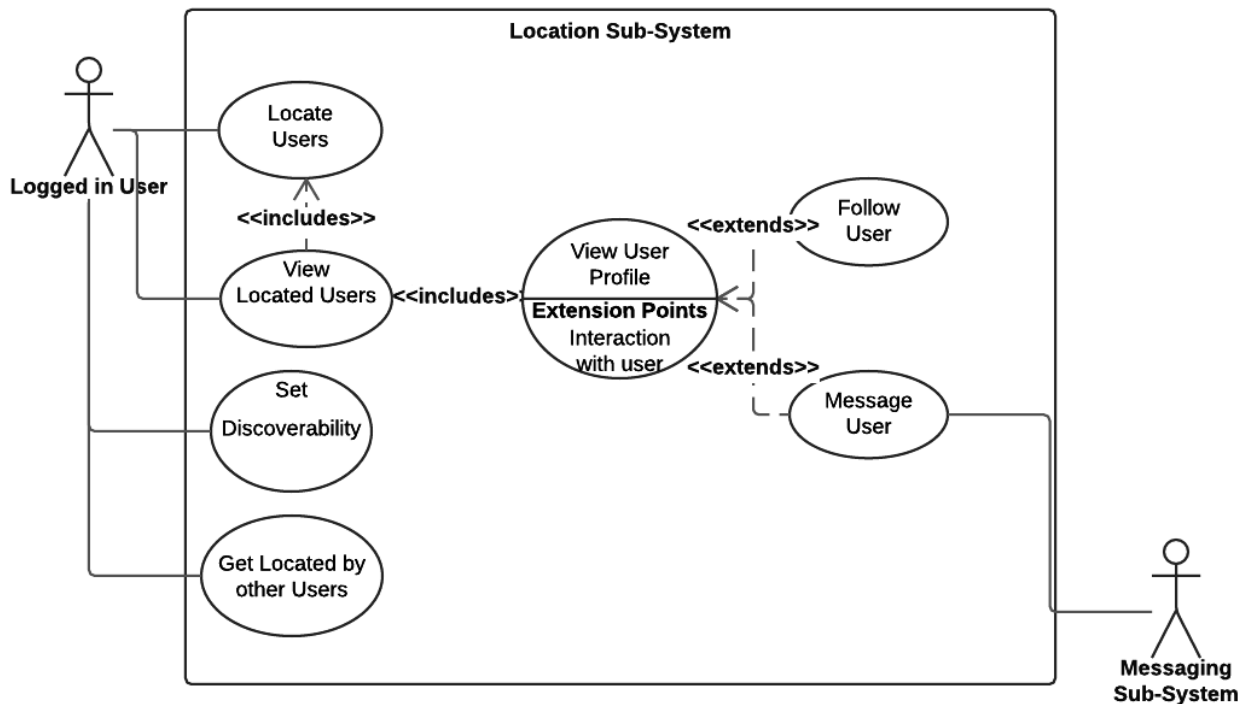 Location Sub-System
Logged in User
Locate
Users
<<includes>>
View
Located Users
<<includes>
View User
Profile
Extension Points
Interaction
with user
<<extends>>
Follow
User
<<extends>>
Message
User
Set
Discoverability
Get Located by
other Users
Messaging
Sub-System